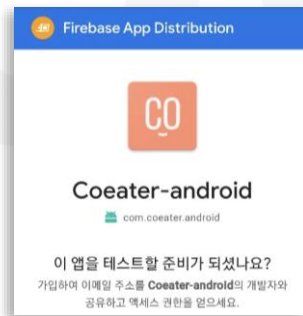 Firebase App Distribution
CO
Coeater-android
com.coeater.android
이 앱을 테스트할 준비가 되셨나요?
가입하여 이메일 주소를 Coeater-android의 개발자와
공유하고 액세스 권한을 얻으세요.